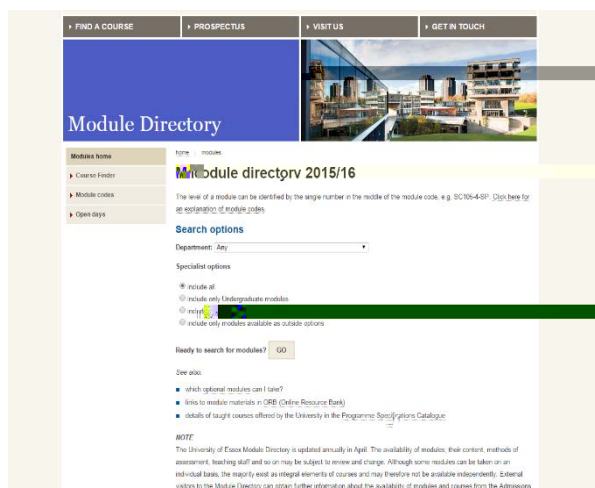 FIND A COURSE
PROSPECTUS
VISIT US
GET IN TOUCH
Module Directory
Modules home
Course Finder
Module codes
Open days
home modules
Module directory 2015/16
The level of a module can be identified by the single number in the middle of the module code, e.g. SC105-4-SP. Click here for
an explanation of module codes.
Search options
Department: Any
Specialist options
include all
include only Undergraduate modules
include only modules available as outside options
Ready to search for modules? GO
See also:
which optional modules can I take?
links to module materials in ORB (Online Resource Bank)
details of taught courses offered by the University in the Programme Specifications Catalogue
NOTE
The University of Essex Module Directory is updated annually in April. The availability of modules, their content, methods of
assessment, teaching staff and so on may be subject to review and change. Although some modules can be taken on an
individual basis, the majority exist as integral elements of courses and may therefore not be available independently. External
visitors to the Module Directory can obtain further information about the availability of modules and courses from the Admissions